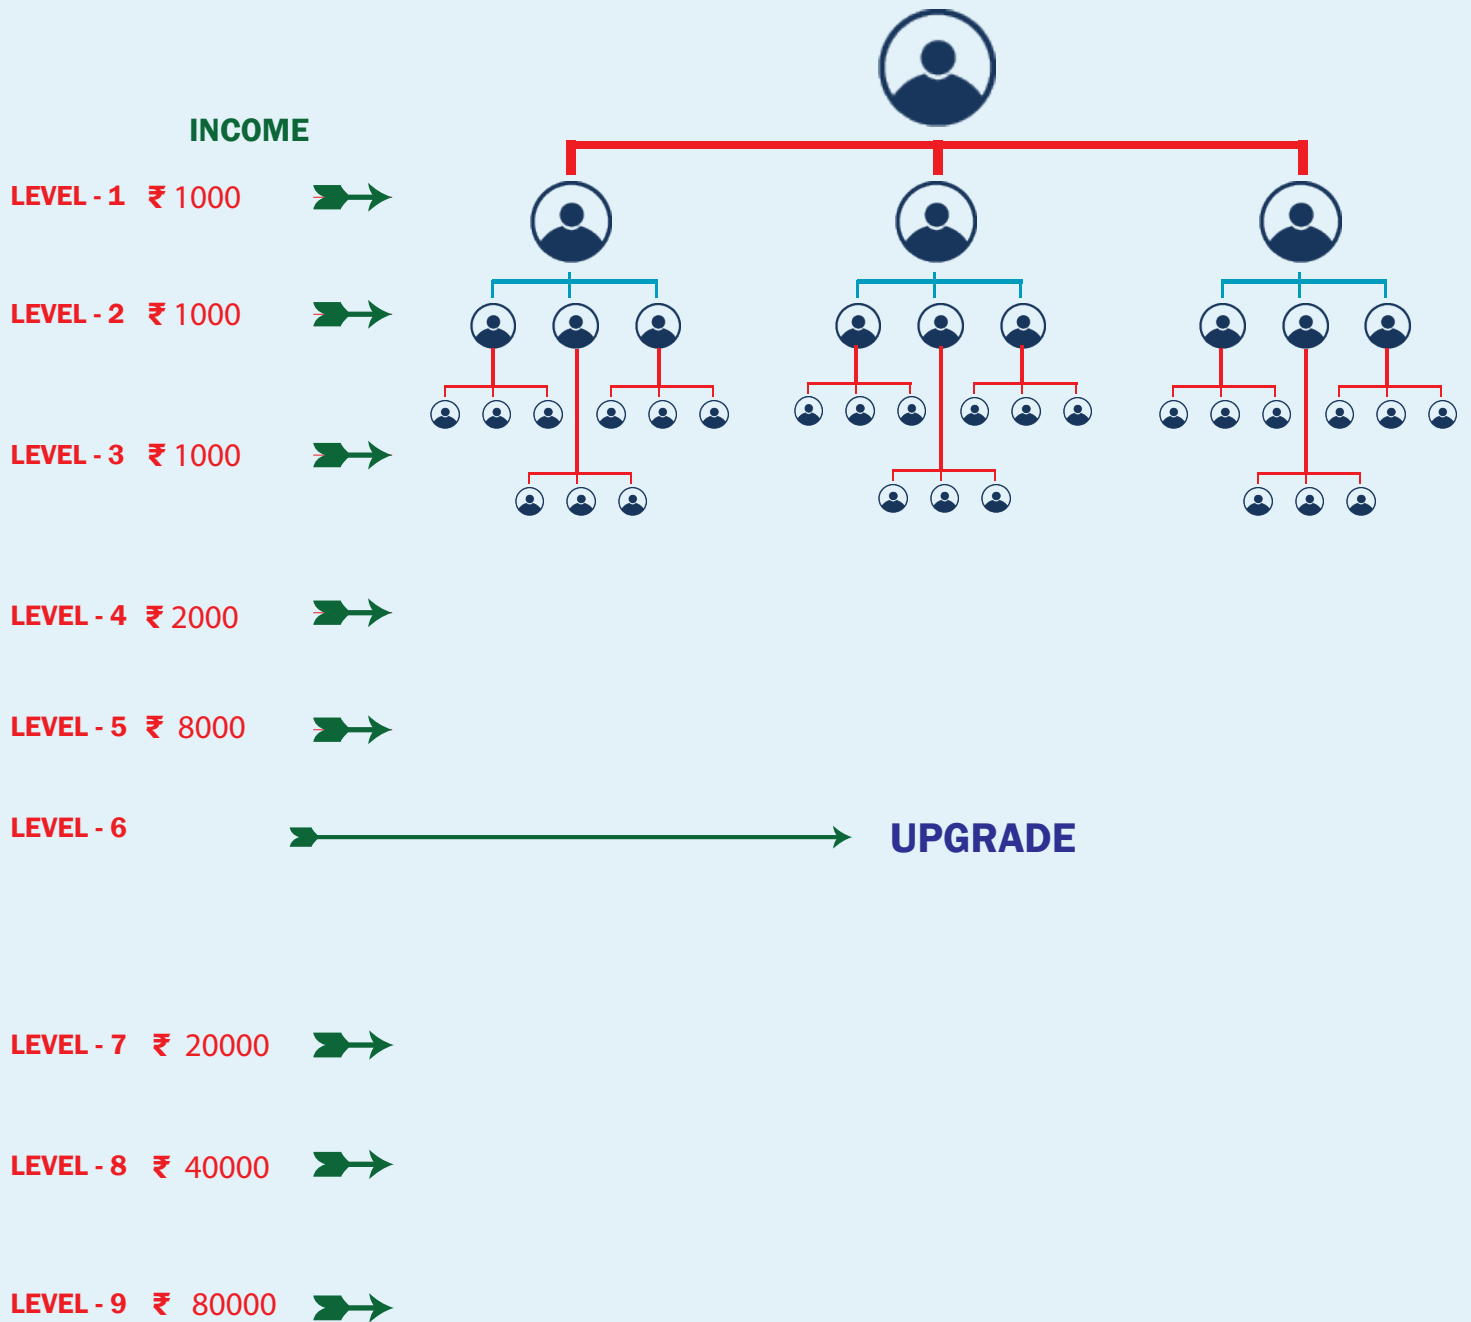 INCOME
LEVEL - 1 ₹ 1000
LEVEL - 2 ₹ 1000
LEVEL - 3 ₹ 1000
LEVEL - 4 ₹ 2000
LEVEL - 5 ₹ 8000
LEVEL - 6 UPGRADE
LEVEL - 7 ₹ 20000
LEVEL - 8 ₹ 40000
LEVEL - 9 ₹ 80000